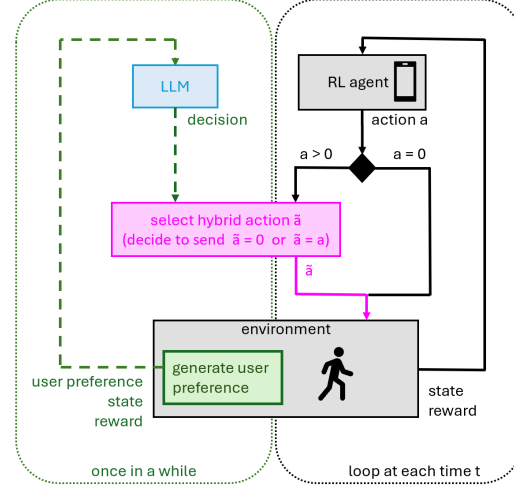 LLM
decision
RL agent
action a
a > 0
a = 0
select hybrid action ã
(decide to send ã = 0 or ã = a)
ã
environment
generate user
preference
user preference
state
reward
state
reward
once in a while
loop at each time t